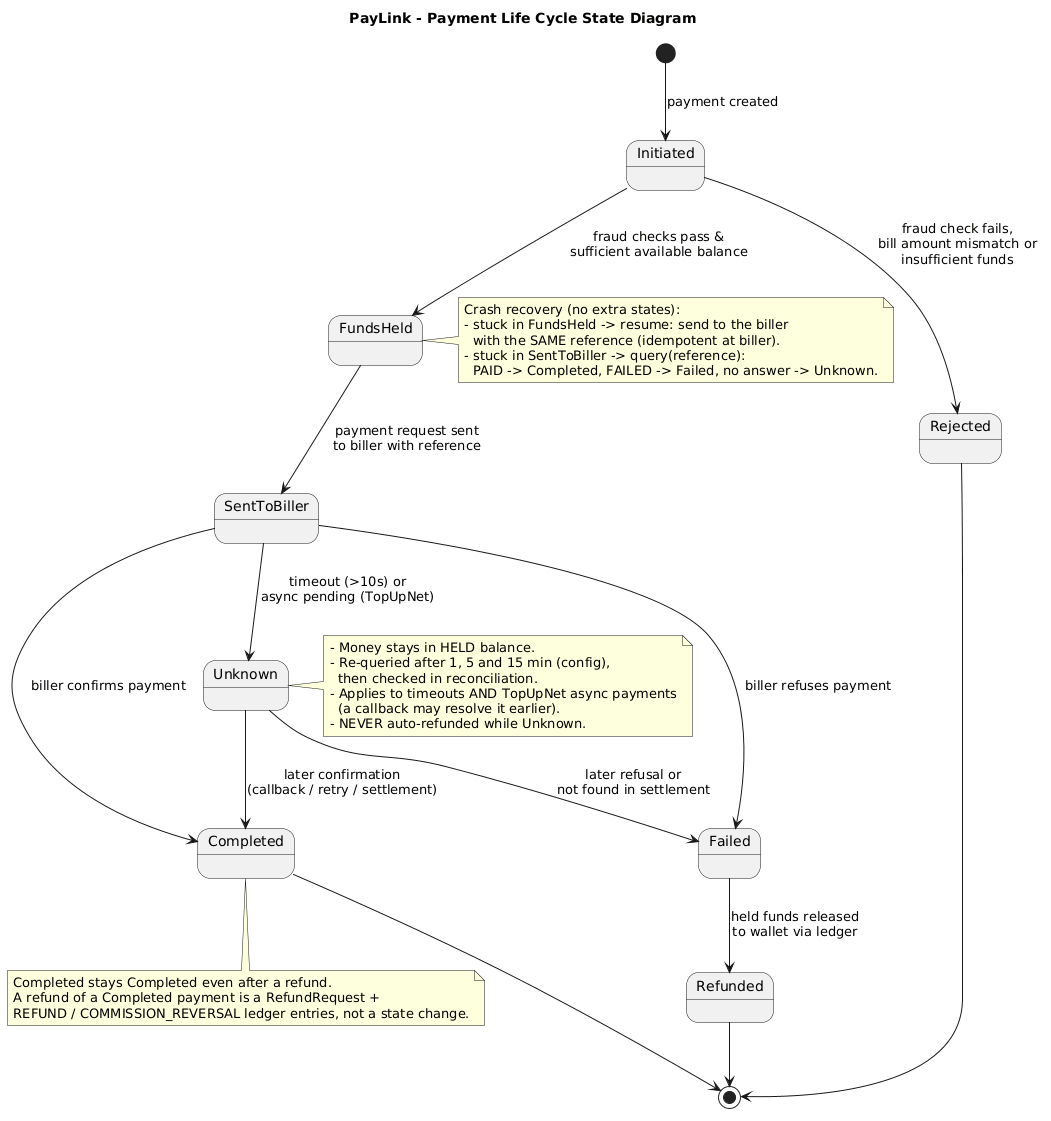 PayLink - Payment Life Cycle State Diagram
payment created
Initiated
fraud checks pass &
sufficient available balance
fraud check fails,
bill amount mismatch or
insufficient funds
FundsHeld
Crash recovery (no extra states):
- stuck in FundsHeld -> resume: send to the biller
with the SAME reference (idempotent at biller).
- stuck in SentToBiller -> query(reference):
PAID -> Completed, FAILED -> Failed, no answer -> Unknown.
Rejected
payment request sent
to biller with reference
SentToBiller
timeout (>10s) or
async pending (TopUpNet)
biller confirms payment
Unknown
- Money stays in HELD balance.
- Re-queried after 1, 5 and 15 min (config),
then checked in reconciliation.
- Applies to timeouts AND TopUpNet async payments
(a callback may resolve it earlier).
- NEVER auto-refunded while Unknown.
biller refuses payment
later confirmation
(callback / retry / settlement)
later refusal or
not found in settlement
Completed
Failed
held funds released
to wallet via ledger
Completed stays Completed even after a refund.
A refund of a Completed payment is a RefundRequest +
REFUND / COMMISSION_REVERSAL ledger entries, not a state change.
Refunded